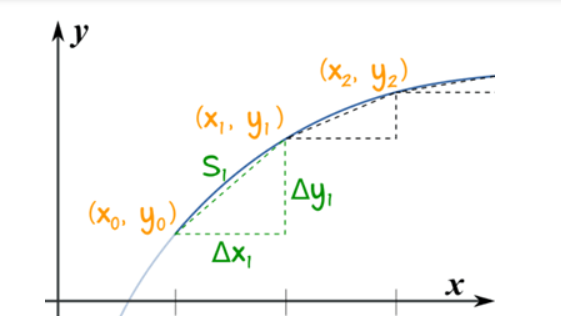 y
(x₂, y₂)
(x₁, y₁)
S₁
Δy₁
(x₀, y₀)
Δx₁
x